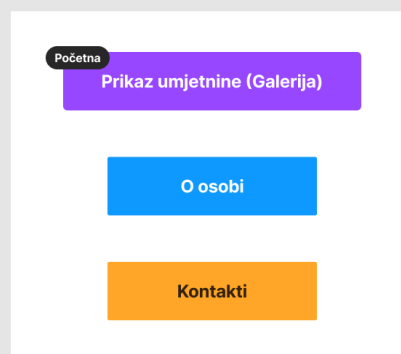 Početna
Prikaz umjetnine (Galerija)
O osobi
Kontakti